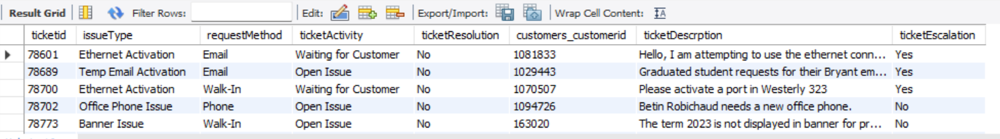 Result Grid Filter Rows: Edit: Export/Import: Wrap Cell Content: IA
ticketid issueType requestMethod ticketActivity ticketResolution customers_customerid ticketDescrption ticketEscalation
78601 Ethernet Activation Email Waiting for Customer No 1081833 Hello, I am attempting to use the ethernet conn... Yes
78689 Temp Email Activation Email Open Issue No 1029443 Graduated student requests for their Bryant em... Yes
78700 Ethernet Activation Walk-In Waiting for Customer No 1070507 Please activate a port in Westerly 323 Yes
78702 Office Phone Issue Phone Open Issue No 1094726 Betin Robichaud needs a new office phone. No
78773 Banner Issue Walk-In Open Issue No 163020 The term 2023 is not displayed in banner for pr... No